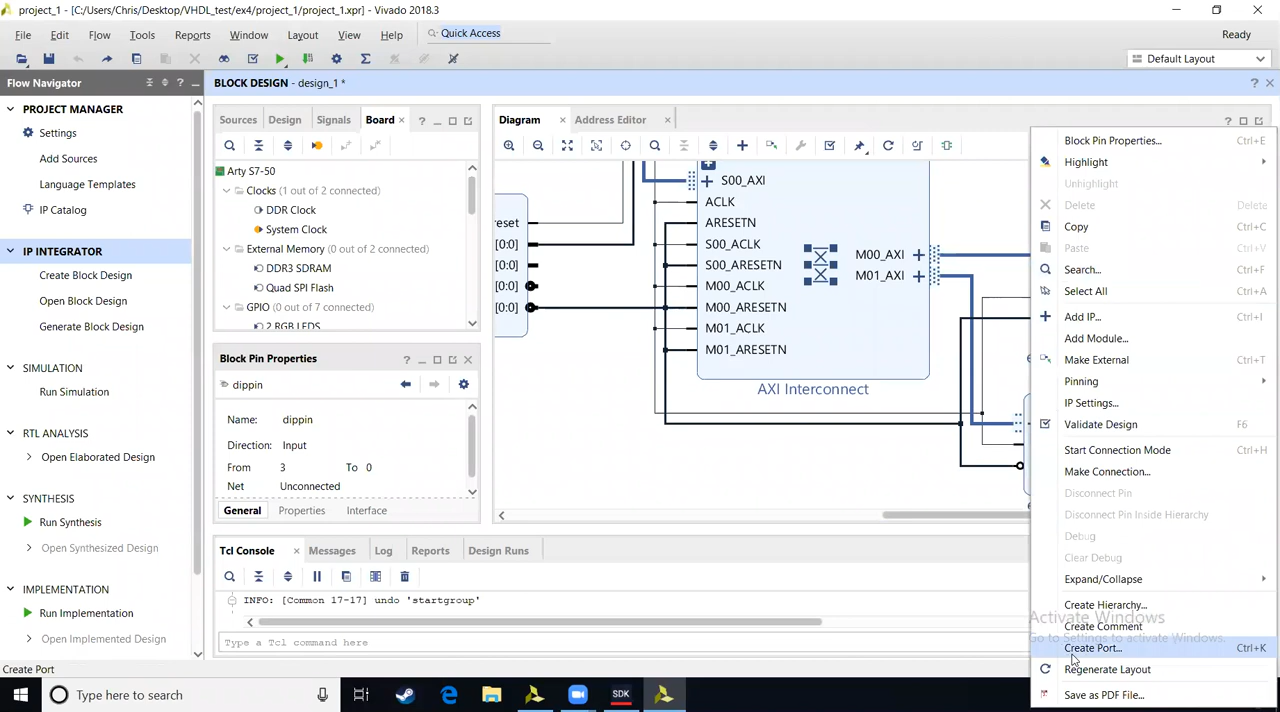 project_1 - [C:/Users/Chris/Desktop/VHDL_test/ex4/project_1/project_1.xpr] - Vivado 2018.3
File Edit Flow Tools Reports Window Layout View Help Quick Access Ready
Default Layout
Flow Navigator
PROJECT MANAGER
Settings
Add Sources
Language Templates
IP Catalog
IP INTEGRATOR
Create Block Design
Open Block Design
Generate Block Design
SIMULATION
Run Simulation
RTL ANALYSIS
Open Elaborated Design
SYNTHESIS
Run Synthesis
Open Synthesized Design
IMPLEMENTATION
Run Implementation
Open Implemented Design
BLOCK DESIGN - design_1 *
Sources Design Signals Board
Arty S7-50
Clocks (1 out of 2 connected)
DDR Clock
System Clock
External Memory (0 out of 2 connected)
DDR3 SDRAM
Quad SPI Flash
GPIO (0 out of 7 connected)
2 RGB LEDS
Block Pin Properties
dippin
Name: dippin
Direction: Input
From 3 To 0
Net Unconnected
General Properties Interface
Diagram Address Editor
eset
[0:0]
[0:0]
[0:0]
[0:0]
S00_AXI
ACLK
ARESETN
S00_ACLK
S00_ARESETN
M00_ACLK
M00_ARESETN
M01_ACLK
M01_ARESETN
M00_AXI
M01_AXI
AXI Interconnect
Tcl Console Messages Log Reports Design Runs
INFO: [Common 17-17] undo 'startgroup'
Type a Tcl command here
Block Pin Properties... Ctrl+E
Highlight
Unhighlight
Delete Delete
Copy Ctrl+C
Paste Ctrl+V
Search... Ctrl+F
Select All Ctrl+A
Add IP... Ctrl+I
Add Module...
Make External Ctrl+T
Pinning
IP Settings...
Validate Design F6
Start Connection Mode Ctrl+H
Make Connection...
Disconnect Pin
Disconnect Pin Inside Hierarchy
Debug
Clear Debug
Expand/Collapse
Create Hierarchy...
Create Comment
Create Port... Ctrl+K
Regenerate Layout
Save as PDF File...
Activate Windows
Go to Settings to activate Windows.
Create Port
Type here to search
SDK